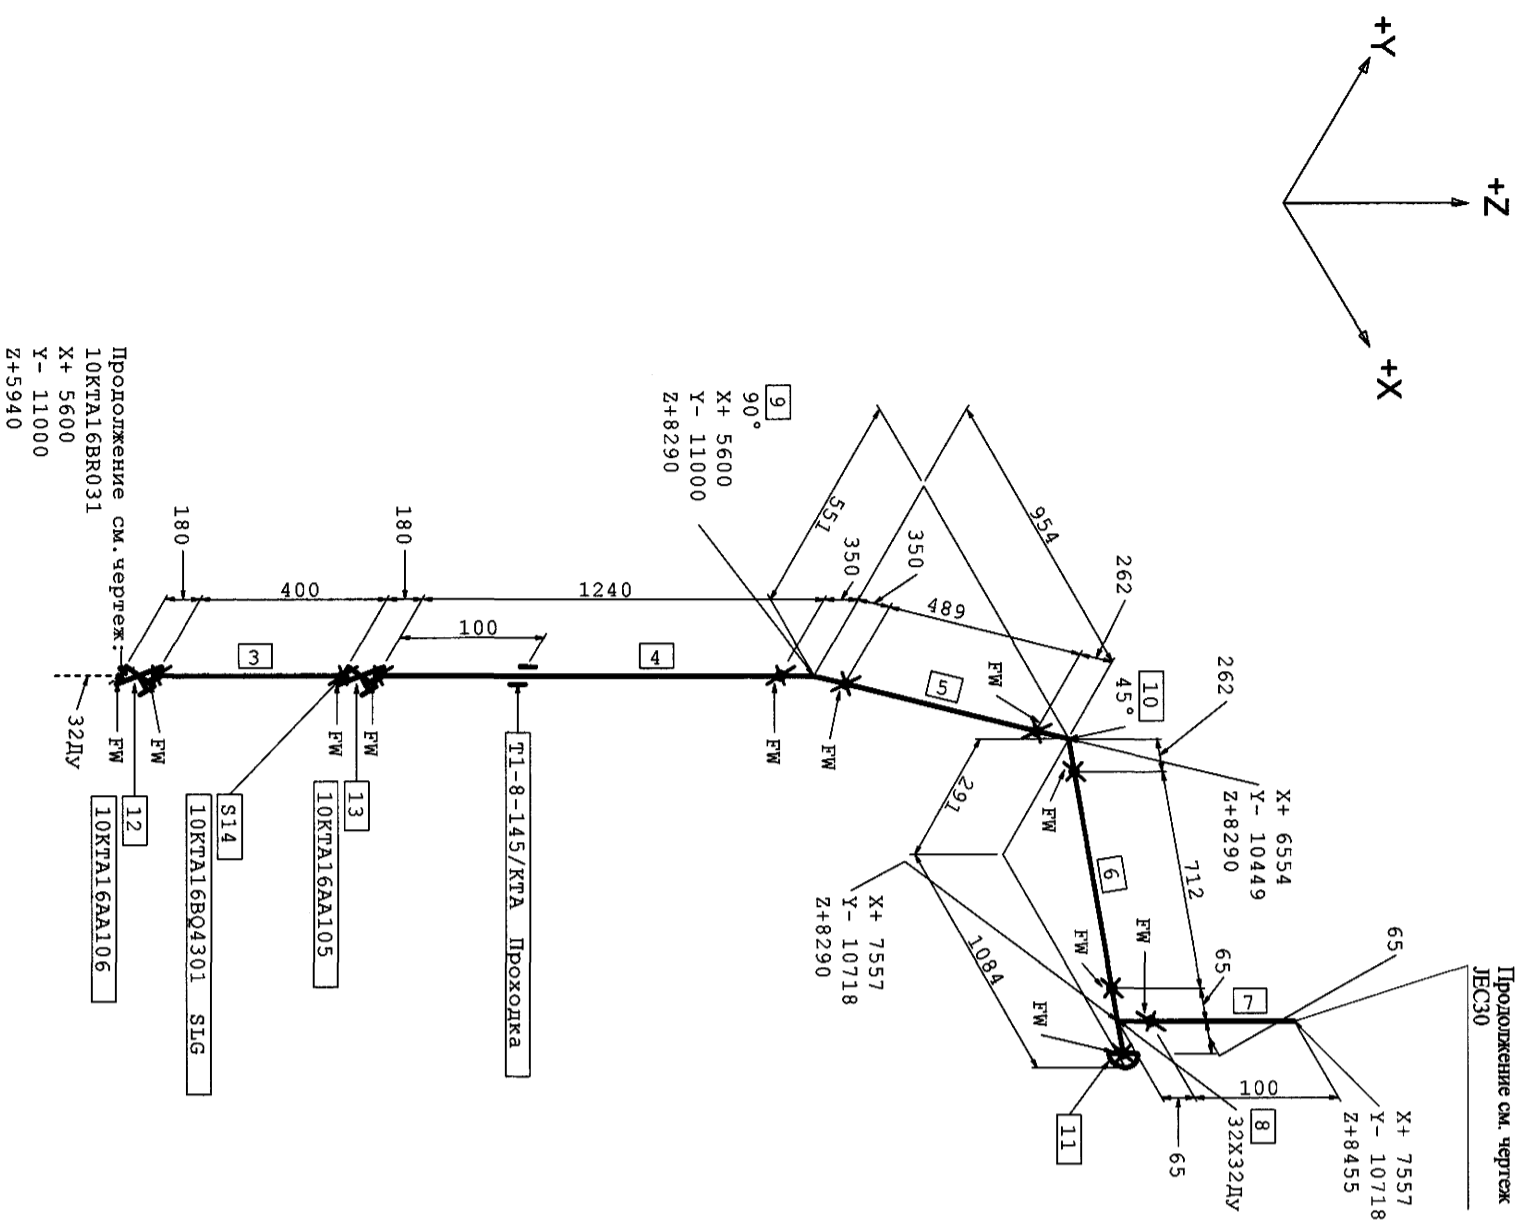 +Y
+Z
+X
Продолжение см. чертеж
JEC30
X+ 7557
Y- 10718
Z+8455
65
100
7
8
32X32Ду
65
65
FW
X+ 6554
Y- 10449
Z+8290
262
712
262
10
45°
954
489
350
350
551
FW
5
FW
6
FW
FW
11
291
1084
X+ 7557
Y- 10718
Z+8290
9
90°
X+ 5600
Y- 11000
Z+8290
FW
FW
1240
4
100
T1-8-145/КТА Проходка
180
400
180
3
FW
FW
13
10KTA16AA105
S14
10KTA16BQ4301 SLG
FW
FW
12
10KTA16AA106
32Ду
Продолжение см.чертеж:
10KTA16BR031
X+ 5600
Y- 11000
Z+5940